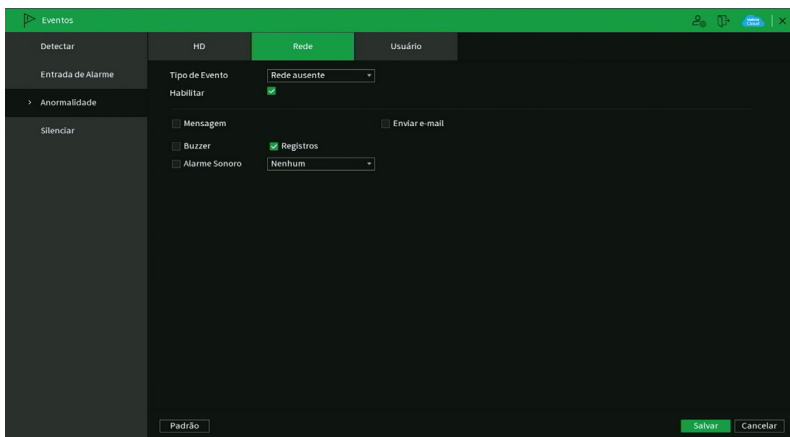 Eventos
Detectar
Entrada de Alarme
> Anormalidade
Silenciar
HD Rede Usuário
Tipo de Evento Rede ausente
Habilitar
Mensagem Enviar e-mail
Buzzer Registros
Alarme Sonoro Nenhum
Padrão Salvar Cancelar